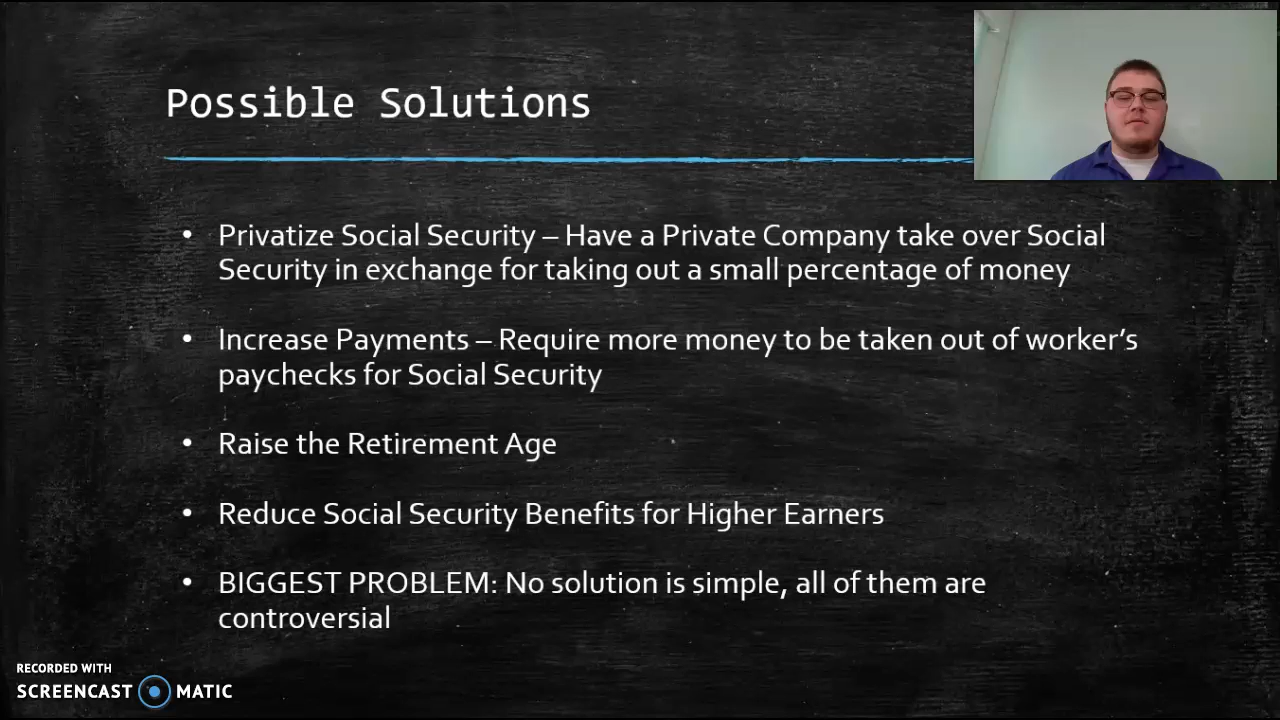 Possible Solutions
• Privatize Social Security – Have a Private Company take over Social
Security in exchange for taking out a small percentage of money
• Increase Payments – Require more money to be taken out of worker’s
paychecks for Social Security
• Raise the Retirement Age
• Reduce Social Security Benefits for Higher Earners
• BIGGEST PROBLEM: No solution is simple, all of them are
controversial
RECORDED WITH
SCREENCAST MATIC